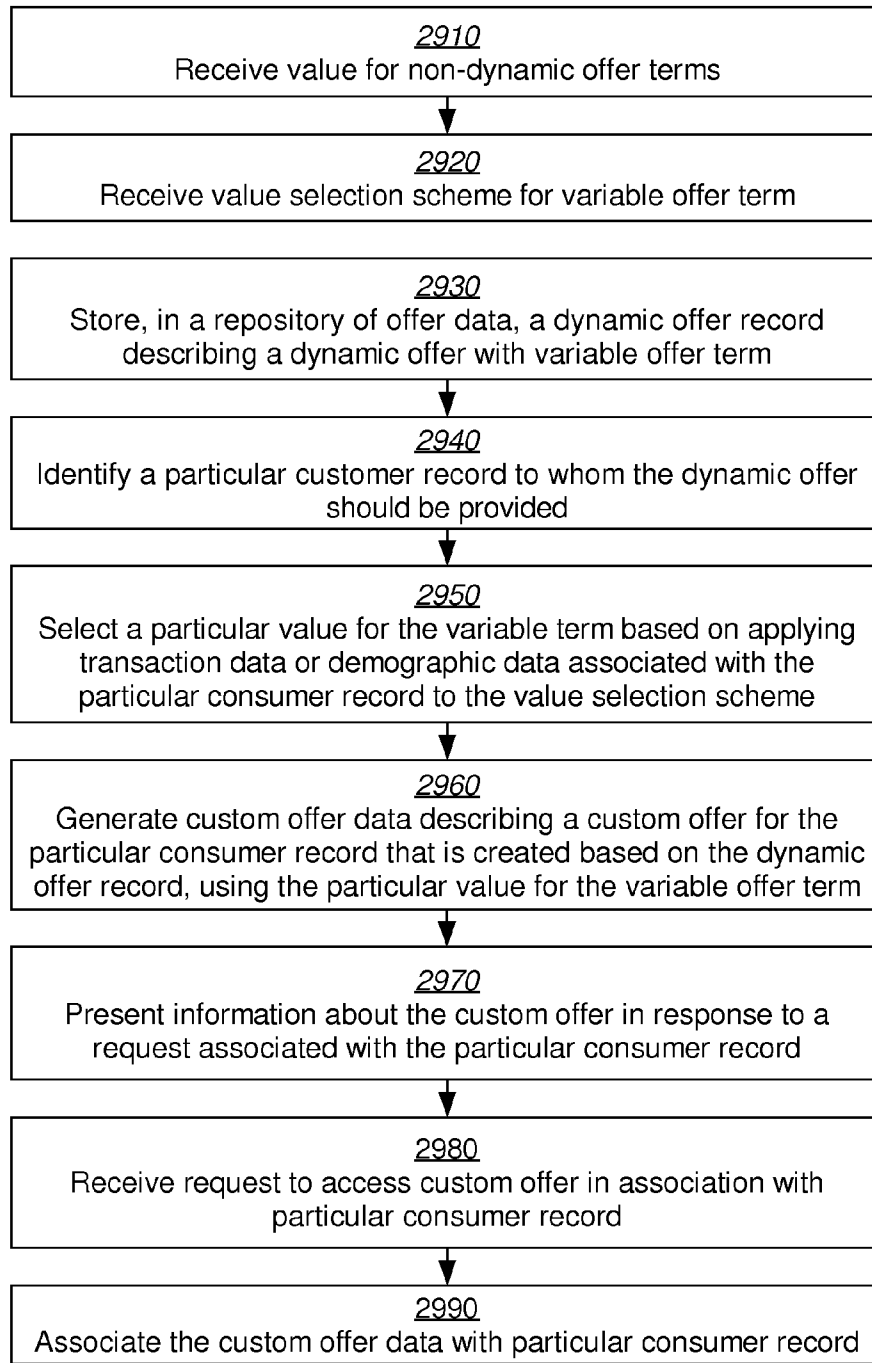 2910
Receive value for non-dynamic offer terms
2920
Receive value selection scheme for variable offer term
2930
Store, in a repository of offer data, a dynamic offer record
describing a dynamic offer with variable offer term
2940
Identify a particular customer record to whom the dynamic offer
should be provided
2950
Select a particular value for the variable term based on applying
transaction data or demographic data associated with the
particular consumer record to the value selection scheme
2960
Generate custom offer data describing a custom offer for the
particular consumer record that is created based on the dynamic
offer record, using the particular value for the variable offer term
2970
Present information about the custom offer in response to a
request associated with the particular consumer record
2980
Receive request to access custom offer in association with
particular consumer record
2990
Associate the custom offer data with particular consumer record